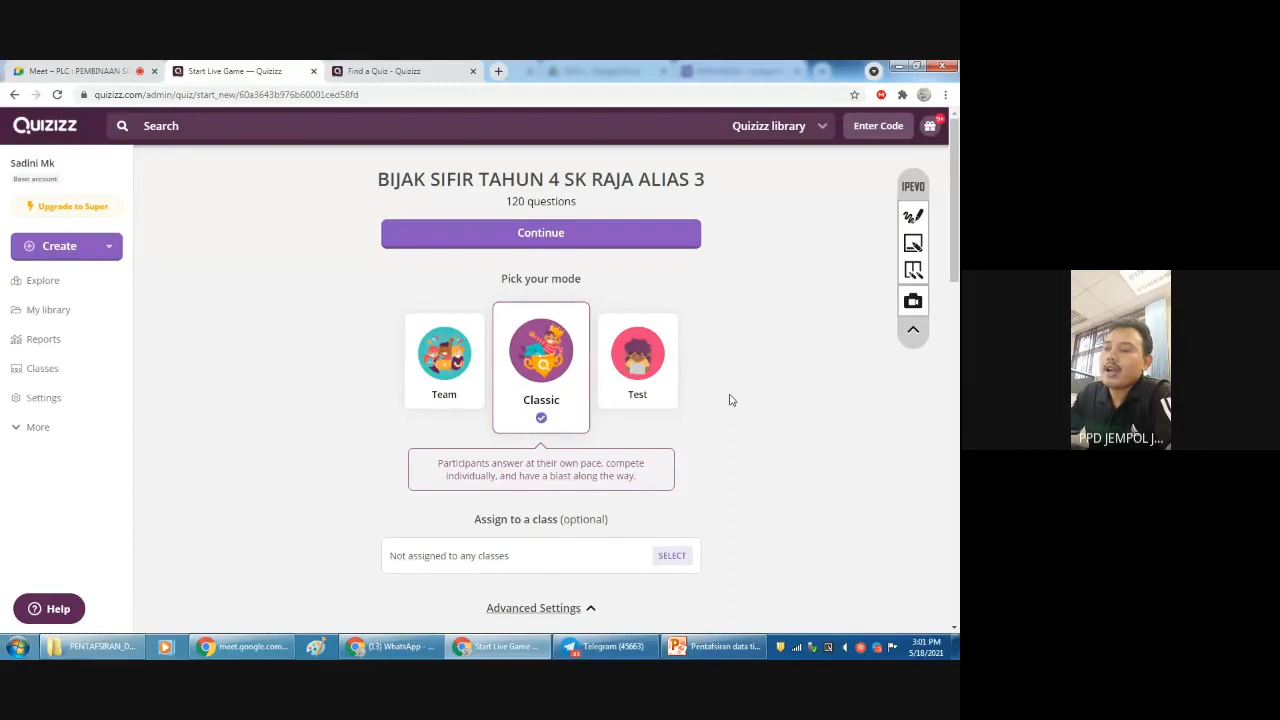 Meet – PLC : PEMBINAAN S
Start Live Game — Quizizz
Find a Quiz - Quizizz
quizizz.com/admin/quiz/start_new/60a3643b976b60001ced58fd
Quizizz
Search
Quizizz library
Enter Code
9+
Sadini Mk
Basic account
Upgrade to Super
Create
Explore
My library
Reports
Classes
Settings
More
Help
BIJAK SIFIR TAHUN 4 SK RAJA ALIAS 3
120 questions
Continue
Pick your mode
Team
Classic
Test
Participants answer at their own pace, compete
individually, and have a blast along the way.
Assign to a class (optional)
Not assigned to any classes
SELECT
Advanced Settings
IPEVO
PPD JEMPOL J...
PENTAFSIRAN_D...
meet.google.com...
(13) WhatsApp - ...
Start Live Game ...
Telegram (45663)
Pentafsiran data ti...
3:01 PM
5/18/2021